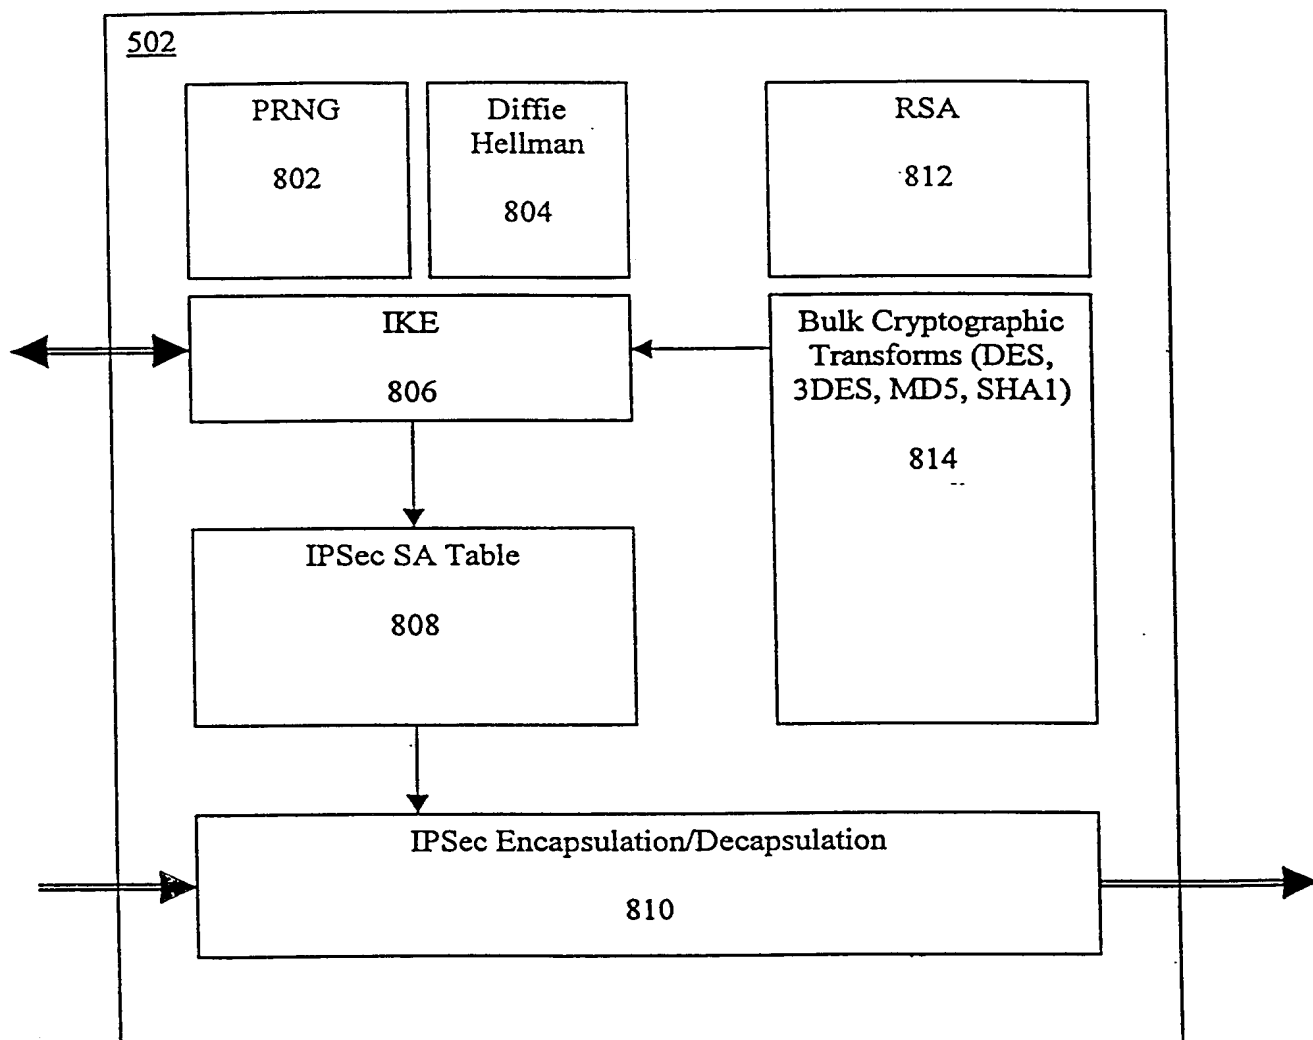 502
PRNG
802
Diffie
Hellman
804
RSA
812
IKE
806
Bulk Cryptographic
Transforms (DES,
3DES, MD5, SHA1)
814
IPSec SA Table
808
IPSec Encapsulation/Decapsulation
810